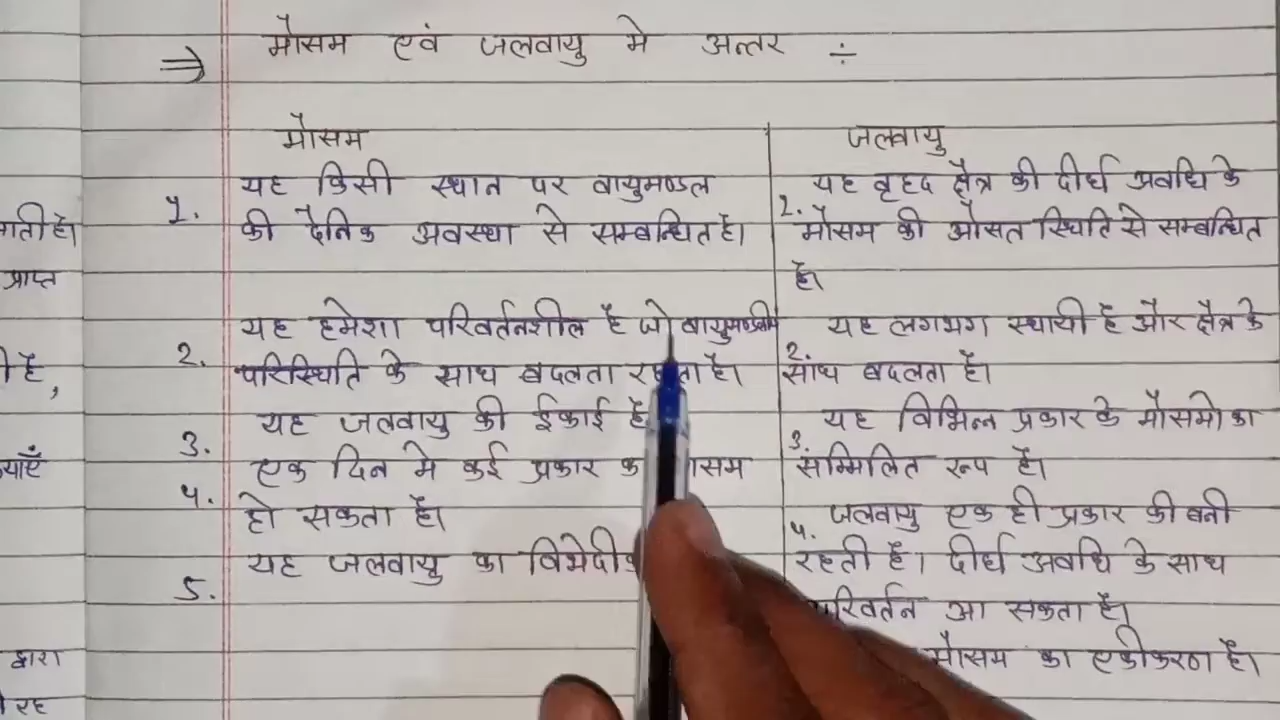 ⇒ मौसम एवं जलवायु मे अन्तर ÷
मौसम
1. यह किसी स्थान पर वायुमण्डल
की दैनिक अवस्था से सम्बन्धित है।
2. यह हमेशा परिवर्तनशील है जो वायुमण्डलीय
परिस्थिति के साथ बदलता रहता है।
3. यह जलवायु की ईकाई है
4. एक दिन मे कई प्रकार का मौसम
हो सकता है।
5. यह जलवायु का
जलवायु
1. यह वृहद क्षैत्र की दीर्घ अवधि के
मौसम की औसत स्थिति से सम्बन्धित
है।
2. यह लगभग स्थायी है और क्षैत्र के
साथ बदलता है।
3. यह विभिन्न प्रकार के मौसमो का
सम्मिलित रूप है।
4. जलवायु एक ही प्रकार की बनी
रहती है। दीर्घ अवधि के साथ
परिवर्तन आ सकता है।
मौसम का एकीकरण है।
प्राप्त
है,
द्वारा
रह